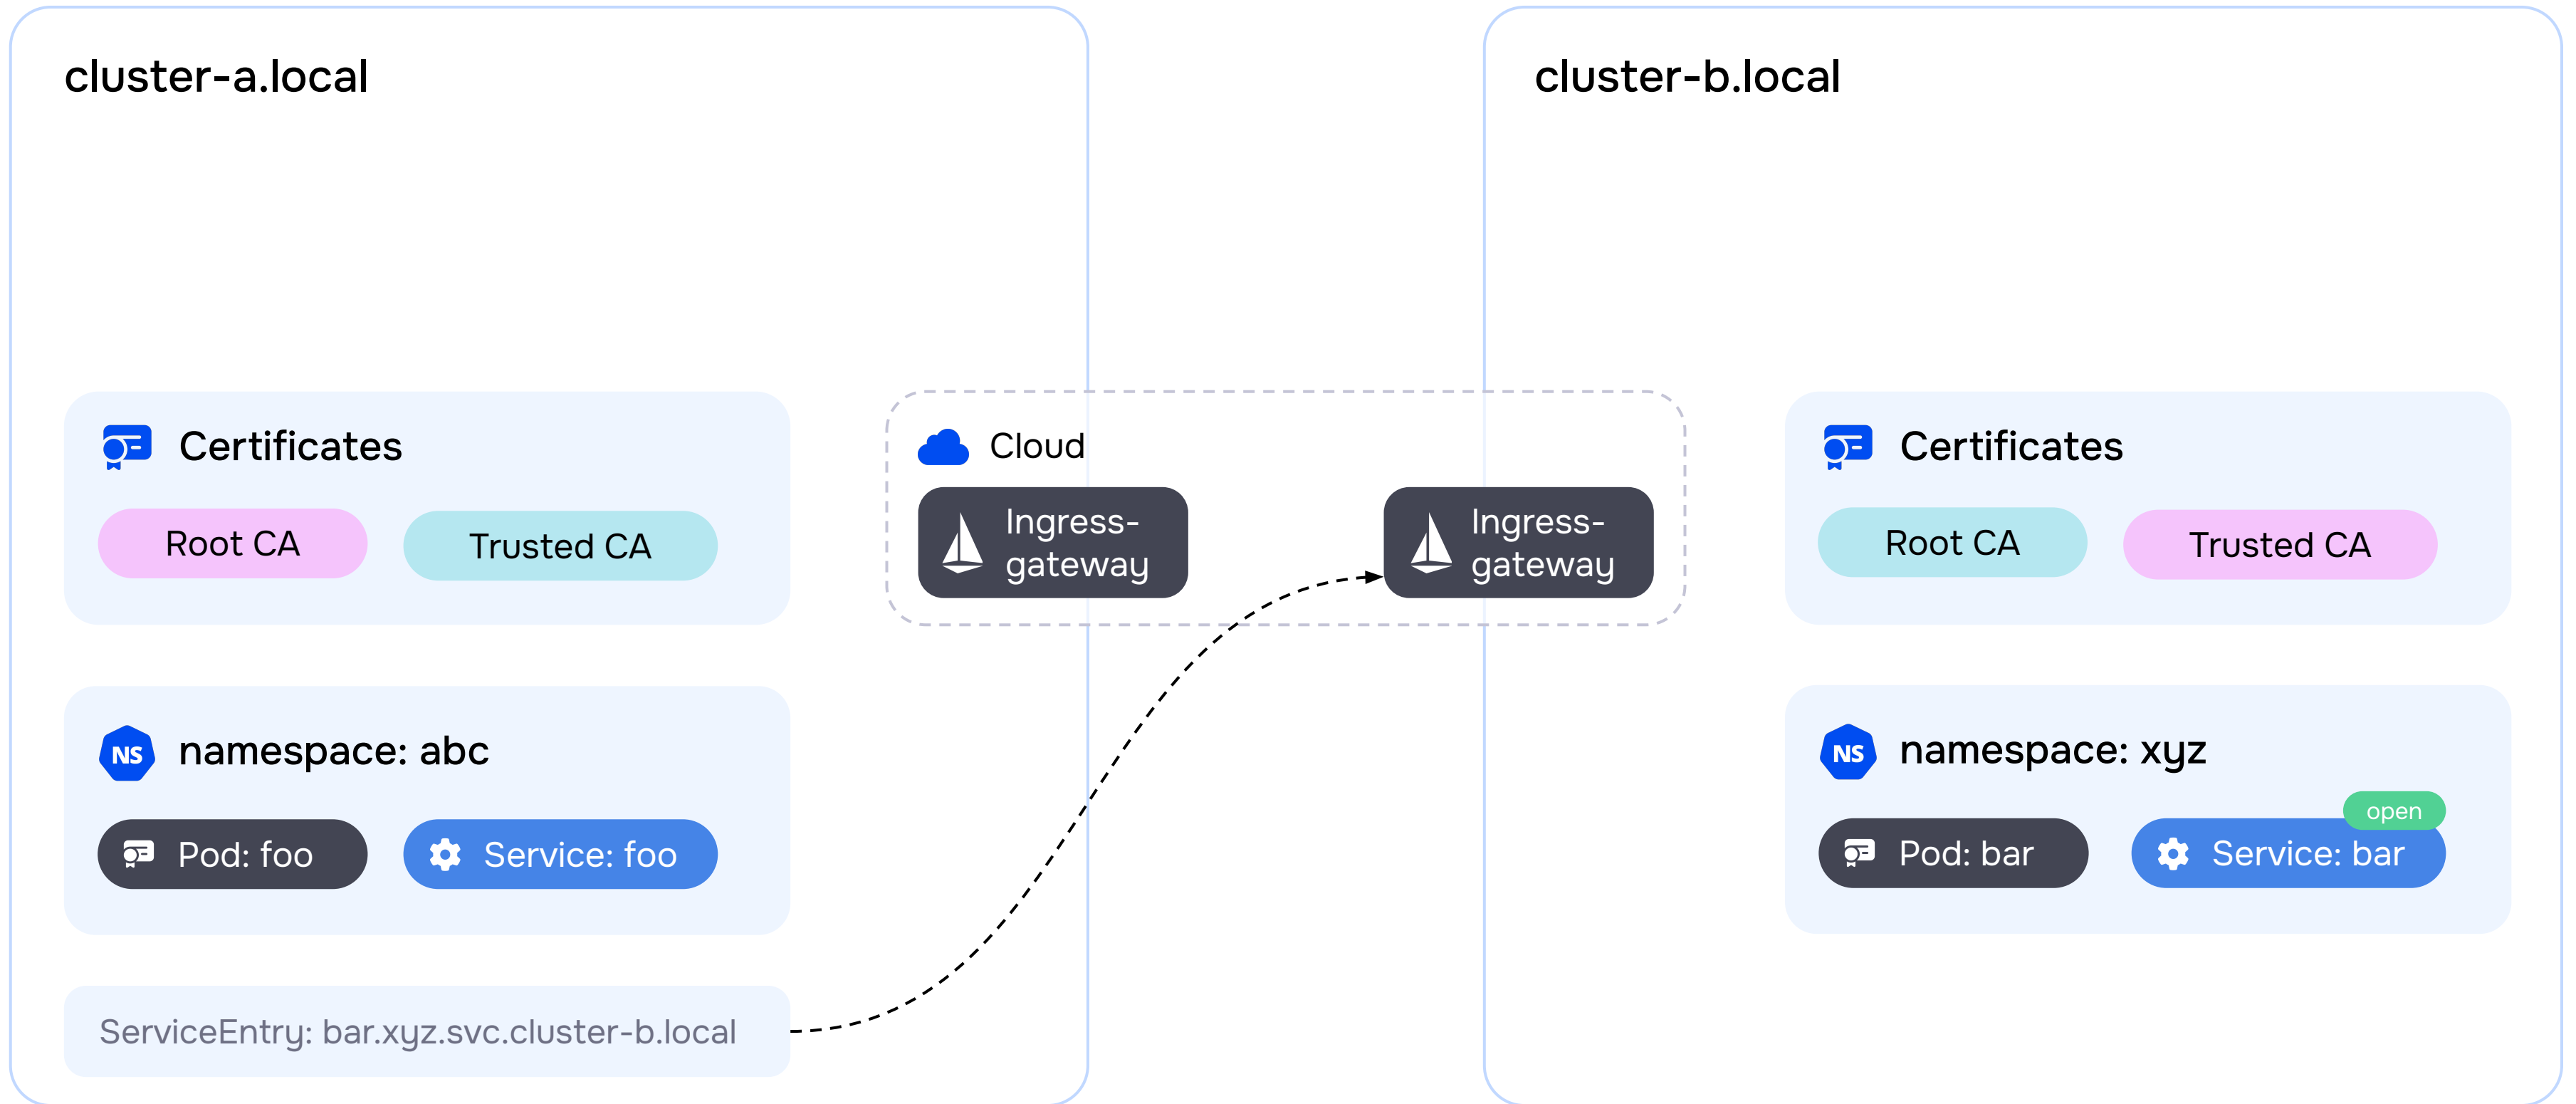 cluster-a.local
Certificates
Root CA
Trusted CA
NS
namespace: abc
Pod: foo
Service: foo
ServiceEntry: bar.xyz.svc.cluster-b.local
Cloud
Ingress-
gateway
Ingress-
gateway
cluster-b.local
Certificates
Root CA
Trusted CA
NS
namespace: xyz
open
Pod: bar
Service: bar